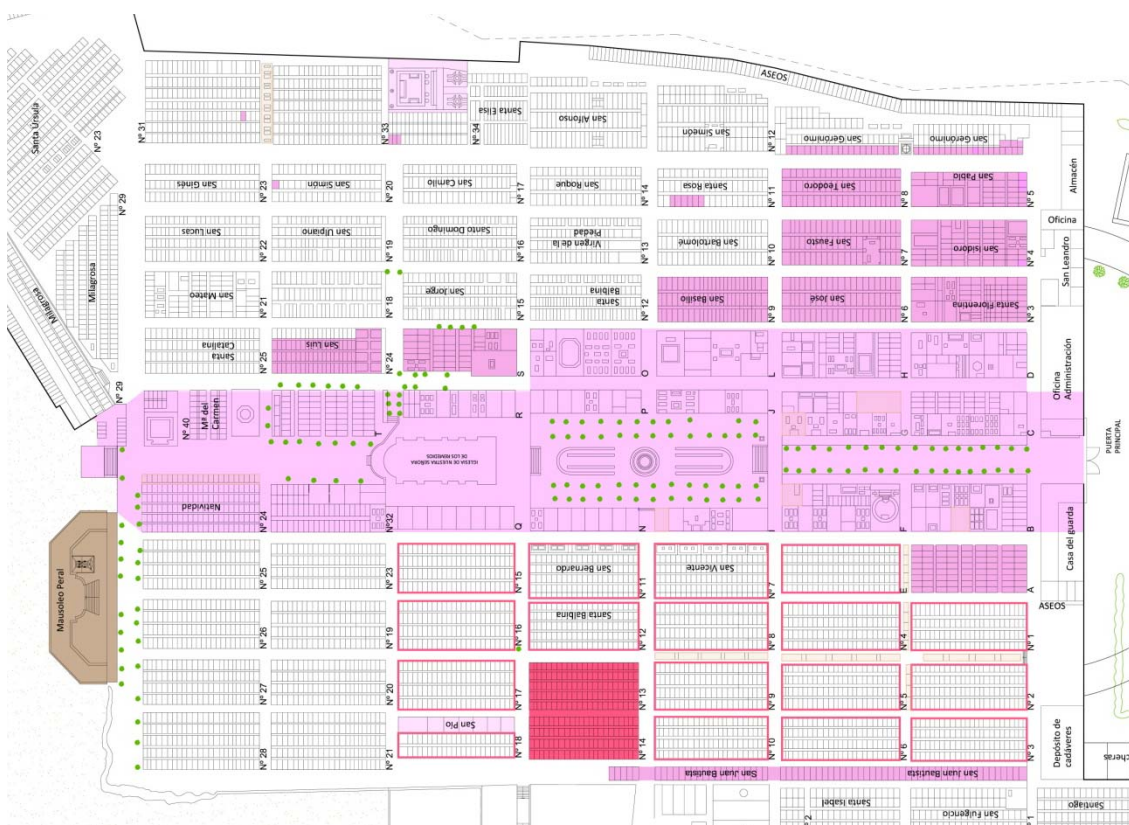 Santa Úrsula
Nº 23
Nº 31
Nº 33
Nº 34
Santa Elisa
San Alfonso
San Simeón
Nº 12
ASEOS
San Gerónimo
San Gerónimo
Almacén
Milagrosa
Milagrosa
Nº 29
San Ginés
Nº 23
San Simón
Nº 20
San Camilo
Nº 17
San Roque
Nº 14
Santa Rosa
Nº 11
San Teodoro
Nº 8
San Pablo
Nº 5
Oficina
San Lucas
Nº 22
San Ulpiano
Nº 19
Santo Domingo
Nº 16
Virgen de la
Piedad
Nº 13
San Bartolomé
Nº 10
San Fausto
Nº 7
San Isidoro
Nº 4
San Leandro
San Mateo
Nº 21
Nº 18
San Jorge
Nº 15
Santa
Balbina
Nº 12
San Basilio
Nº 9
San José
Nº 6
Santa Florentina
Nº 3
Santa
Catalina
Nº 25
San Luis
Nº 24
S
O
L
H
D
Oficina
Administración
Nº 29
Nº 40
Mª del
Carmen
T
R
P
J
G
C
IGLESIA DE NUESTRA SEÑORA
DE LOS REMEDIOS
PUERTA
PRINCIPAL
Natividad
Nº 24
Nº32
Q
N
I
F
B
Casa del guarda
Mausoleo Peral
Nº 25
Nº 23
Nº 15
San Bernardo
Nº 11
San Vicente
Nº 7
E
A
ASEOS
Nº 26
Nº 19
Nº 16
Santa Balbina
Nº 12
Nº 8
Nº 4
Nº 1
Nº 27
Nº 20
Nº 17
Nº 13
Nº 9
Nº 5
Nº 2
Nº 28
Nº 21
San Pío
Nº 18
Nº 14
Nº 10
Nº 6
Nº 3
Depósito de
cadáveres
cheras
San Juan Bautista
San Juan Bautista
Santa Isabel
Nº 2
San Fulgencio
Nº 1
Santiago